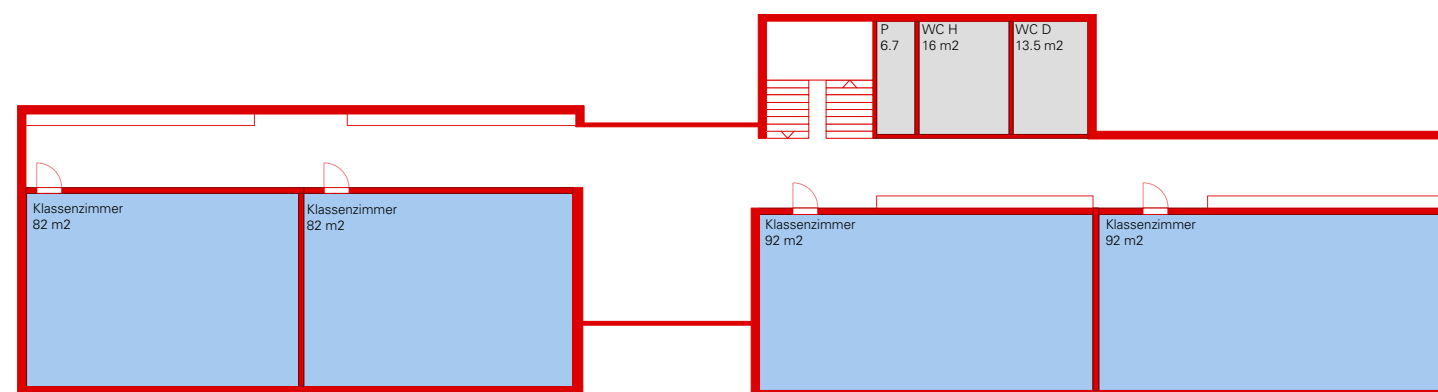 P
6.7
WC H
16 m2
WC D
13.5 m2
Klassenzimmer
82 m2
Klassenzimmer
82 m2
Klassenzimmer
92 m2
Klassenzimmer
92 m2